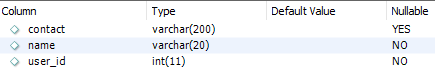 Column Type Default Value Nullable
contact varchar(200) YES
name varchar(20) NO
user_id int(11) NO